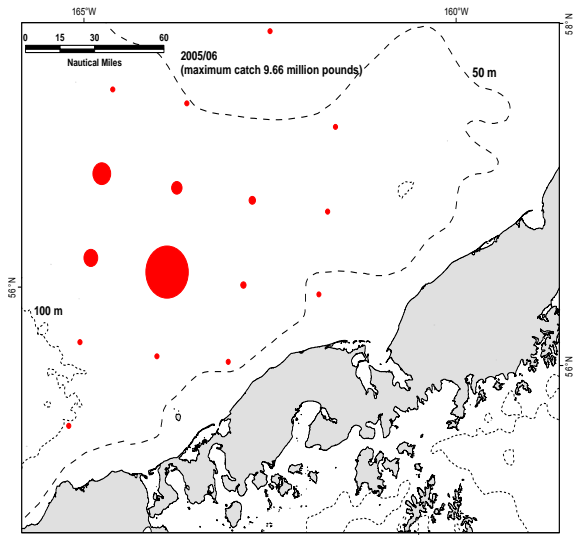 165°W
160°W
58°N
0 15 30 60
Nautical Miles
2005/06
(maximum catch 9.66 million pounds)
50 m
56°N
100 m
56°N